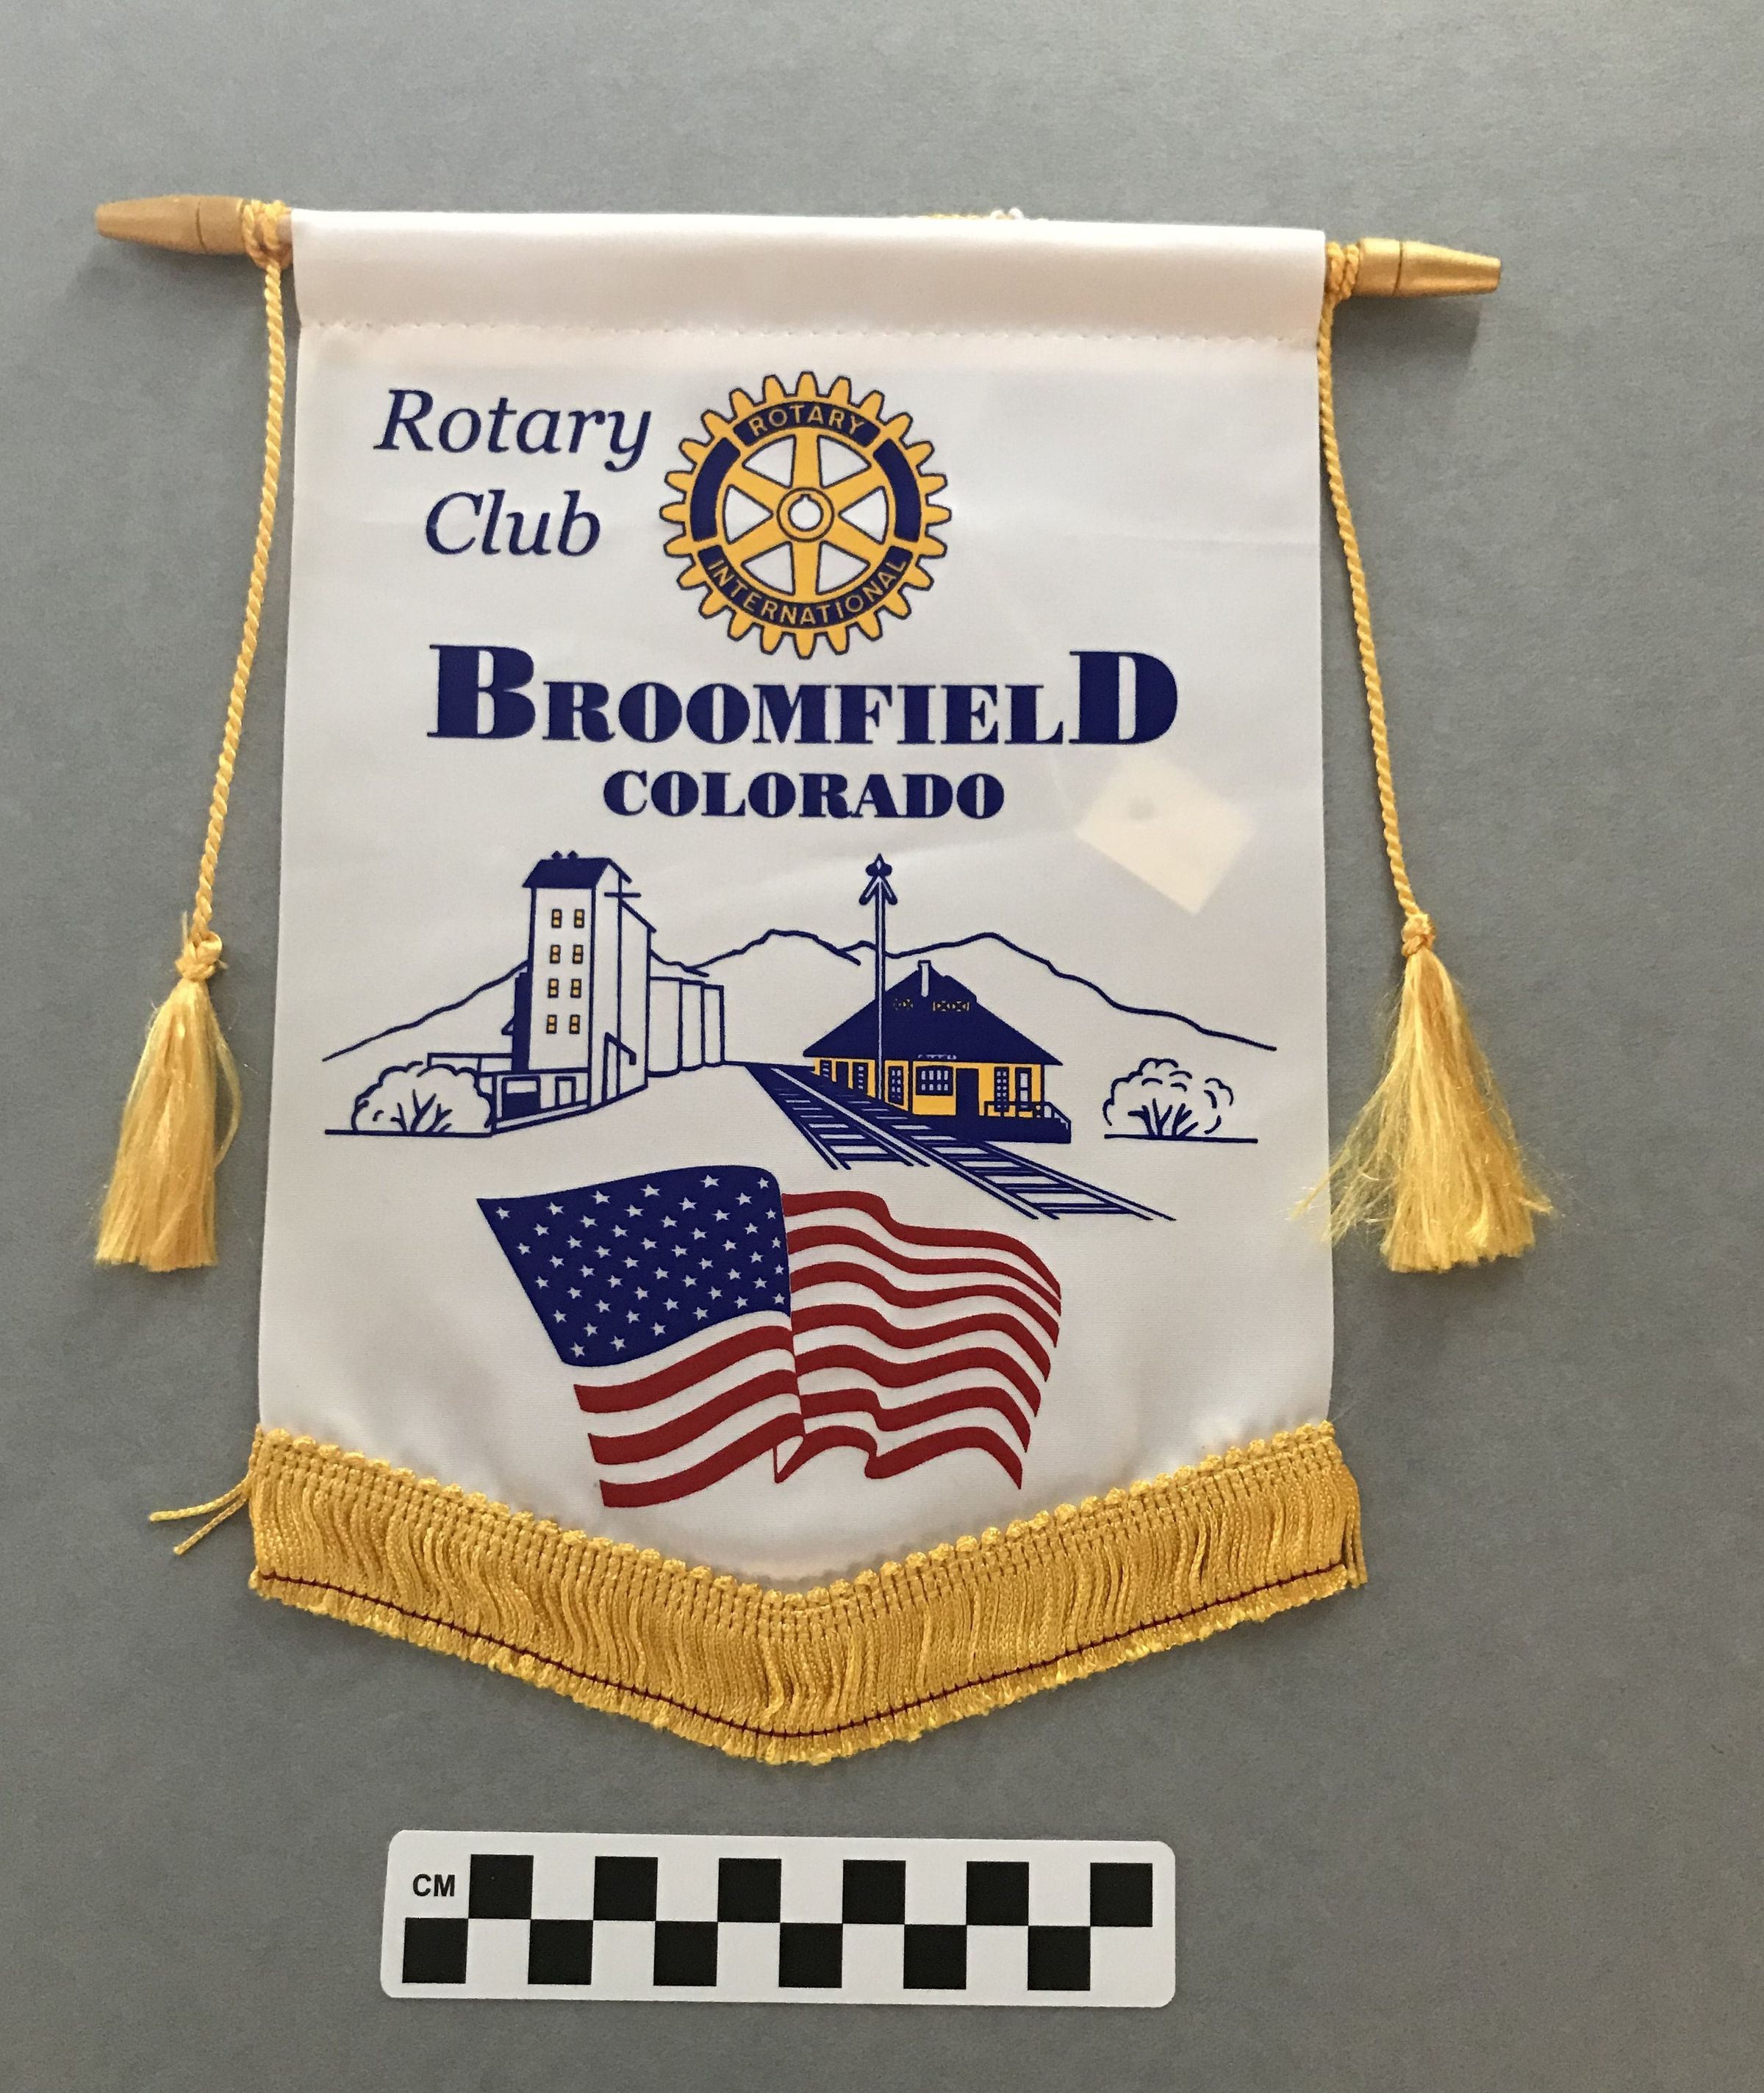 Rotary
Club
ROTARY
INTERNATIONAL
BROOMFIELD
COLORADO
CM